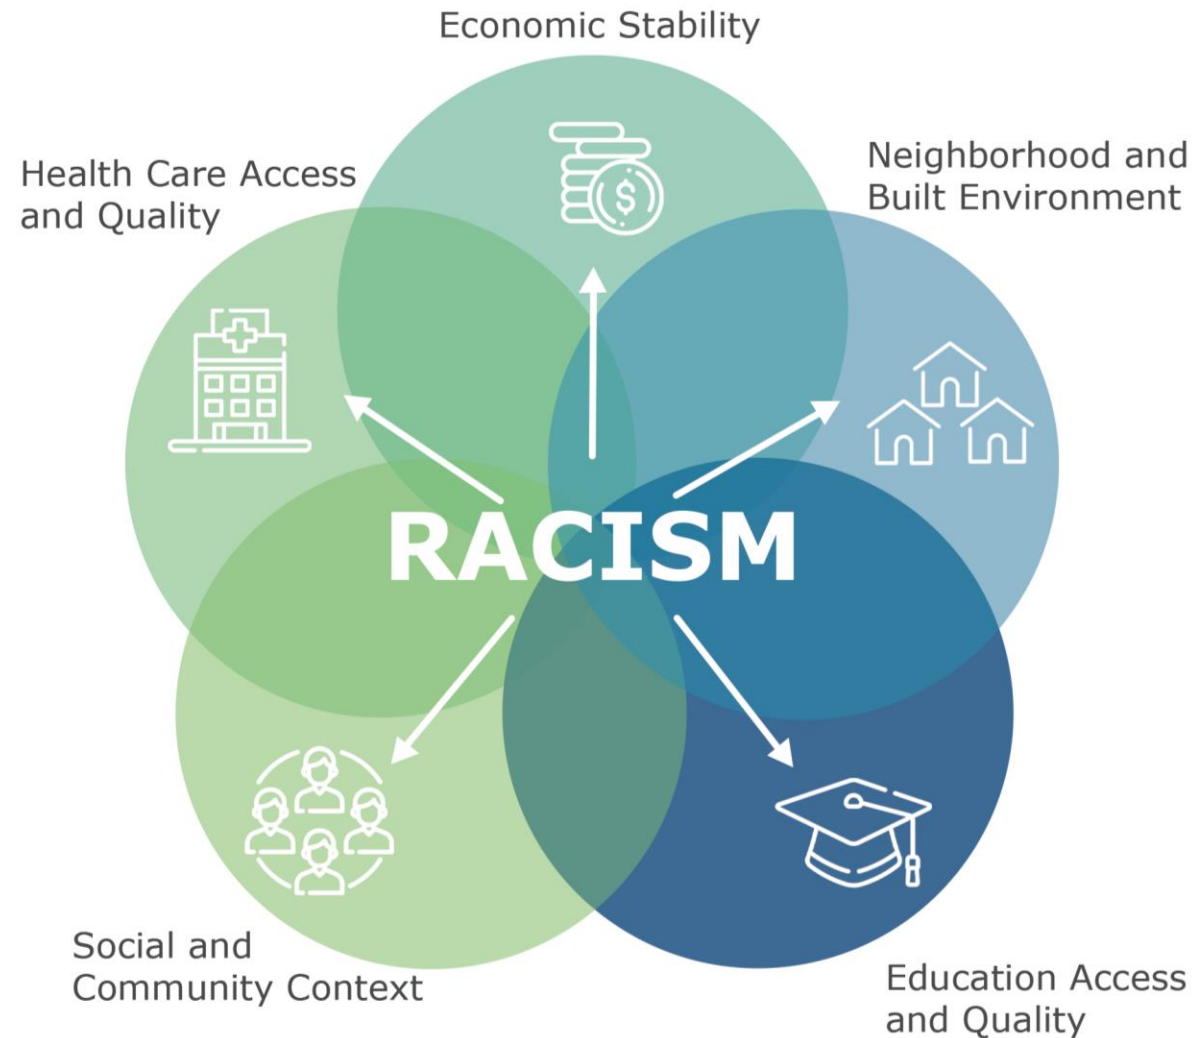 Economic Stability
Neighborhood and
Built Environment
Health Care Access
and Quality
$
RACISM
Social and
Community Context
Education Access
and Quality